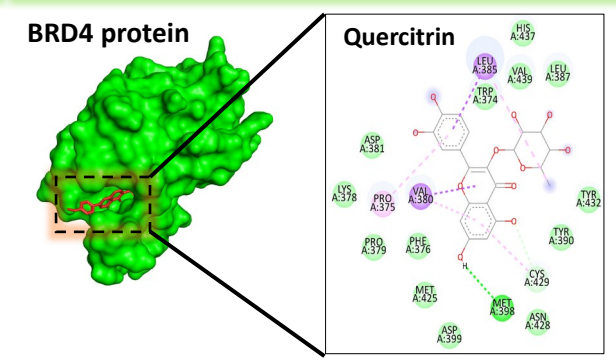 BRD4 protein
Quercitrin
HIS
A:437
LEU
A:385
VAL
A:439
LEU
A:387
TRP
A:374
ASP
A:381
LYS
A:378
PRO
A:375
VAL
A:380
TYR
A:432
PRO
A:379
PHE
A:376
TYR
A:390
CYS
A:429
MET
A:425
MET
A:398
ASN
A:428
ASP
A:399
O
O
O
O
O
O
O
O
O
O
O
H